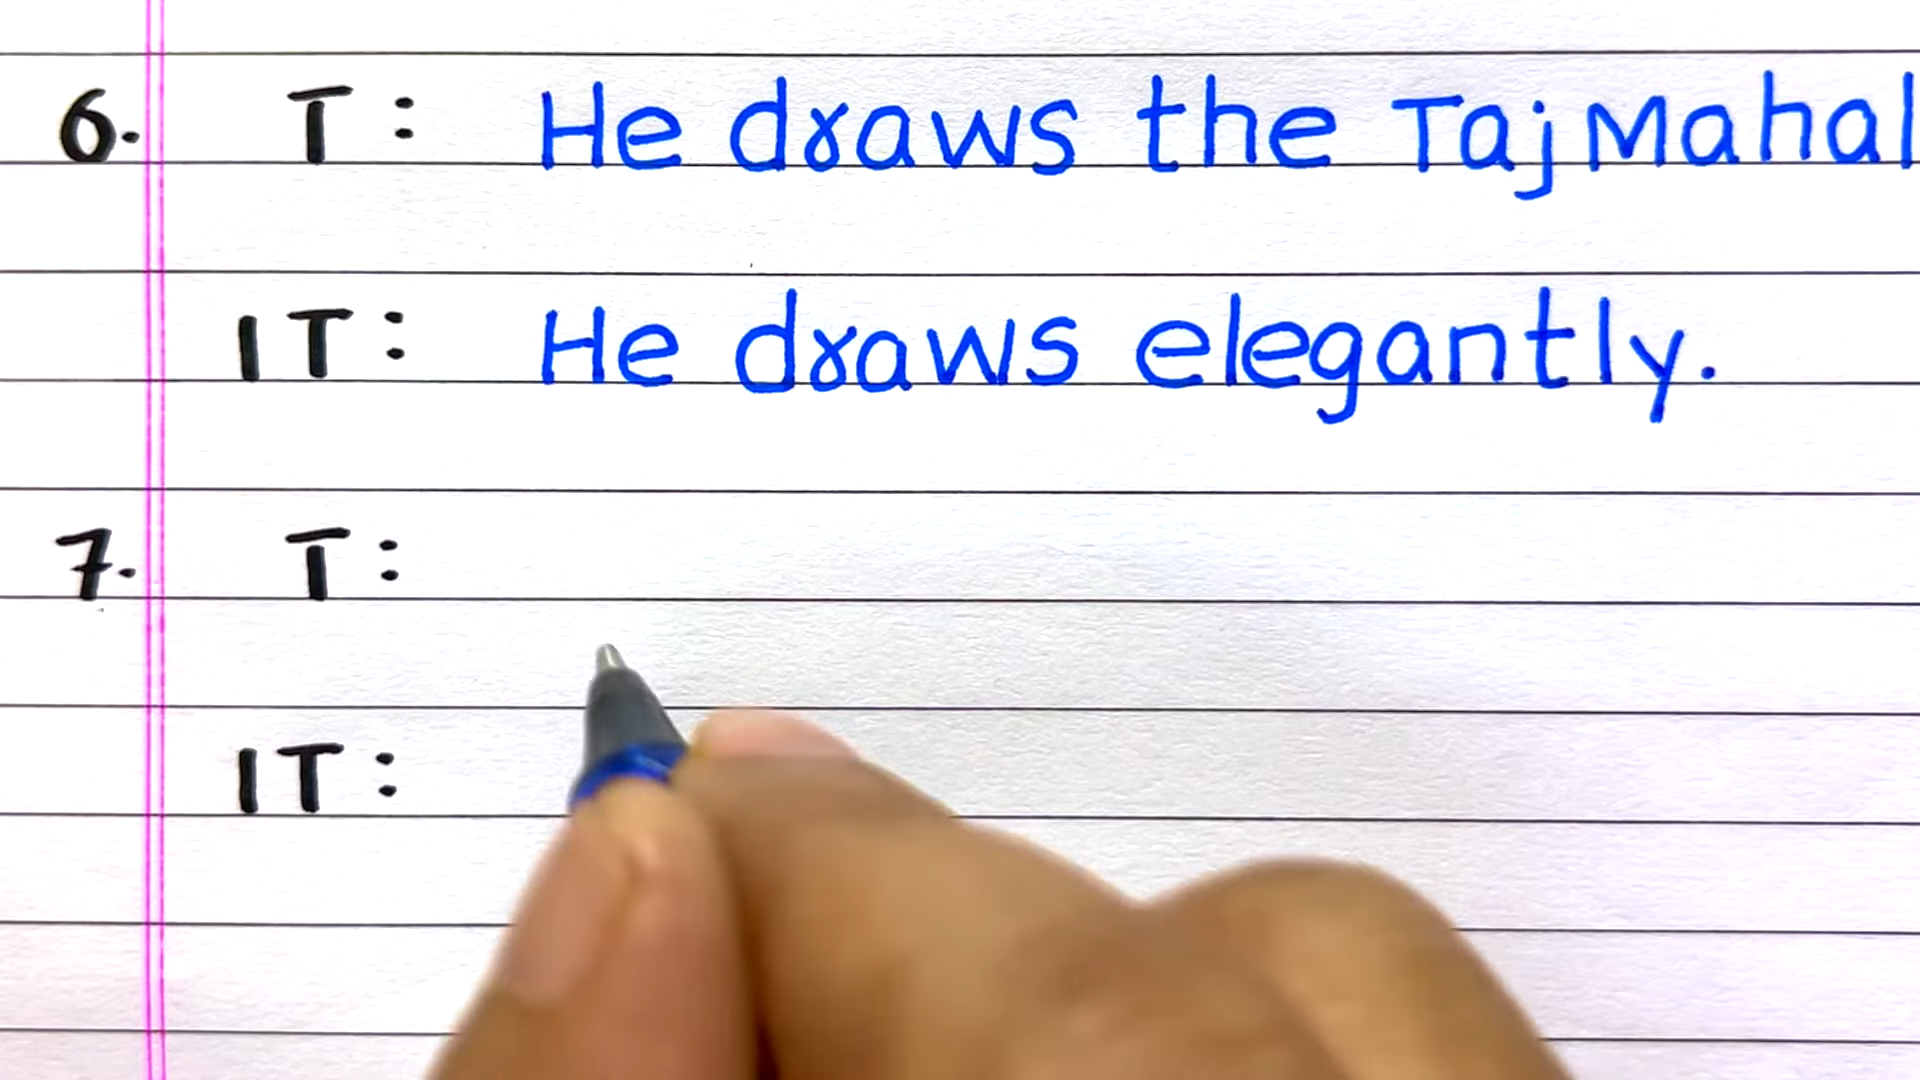 6. T: He draws the Taj Mahal
IT: He draws elegantly.
7. T:
IT: